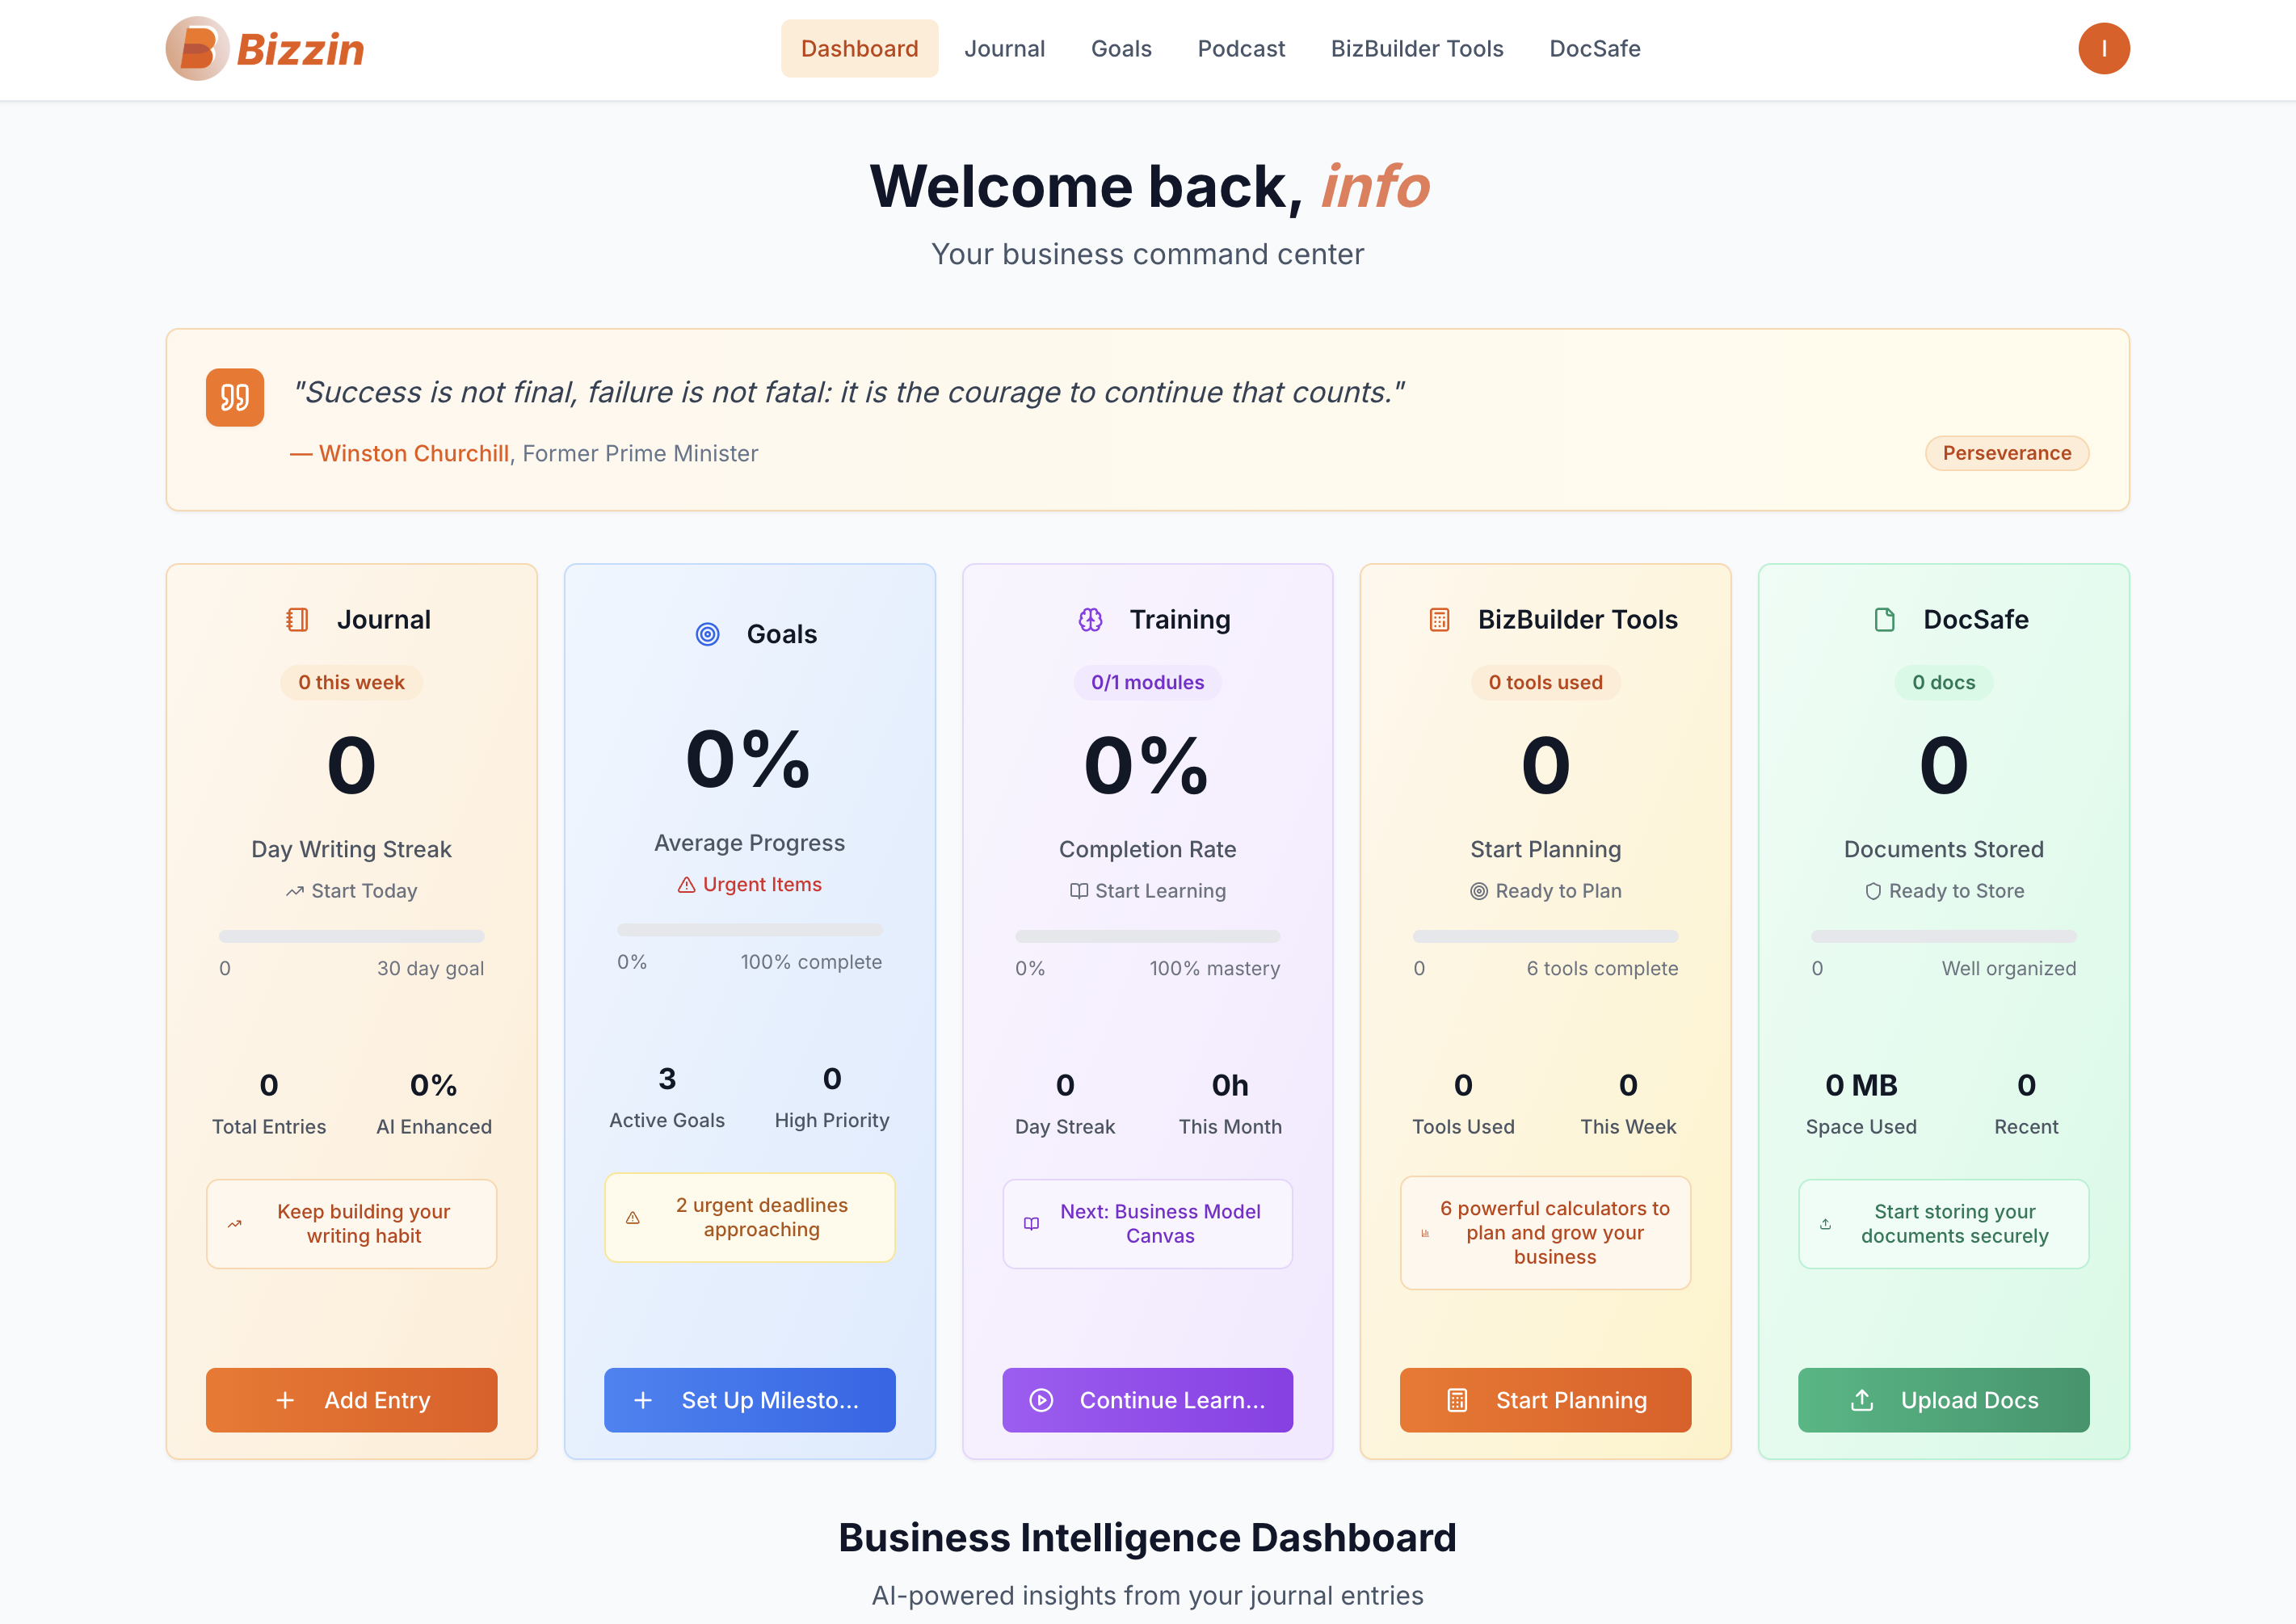 Bizzin
Dashboard
Journal
Goals
Podcast
BizBuilder Tools
DocSafe
I
Welcome back, info
Your business command center
"Success is not final, failure is not fatal: it is the courage to continue that counts."
— Winston Churchill, Former Prime Minister
Perseverance
Journal
0 this week
0
Day Writing Streak
Start Today
0
30 day goal
0
Total Entries
0%
AI Enhanced
Keep building your
writing habit
Add Entry
Goals
0%
Average Progress
Urgent Items
0%
100% complete
3
Active Goals
0
High Priority
2 urgent deadlines
approaching
Set Up Milesto...
Training
0/1 modules
0%
Completion Rate
Start Learning
0%
100% mastery
0
Day Streak
0h
This Month
Next: Business Model
Canvas
Continue Learn...
BizBuilder Tools
0 tools used
0
Start Planning
Ready to Plan
0
6 tools complete
0
Tools Used
0
This Week
6 powerful calculators to
plan and grow your
business
Start Planning
DocSafe
0 docs
0
Documents Stored
Ready to Store
0
Well organized
0 MB
Space Used
0
Recent
Start storing your
documents securely
Upload Docs
Business Intelligence Dashboard
AI-powered insights from your journal entries